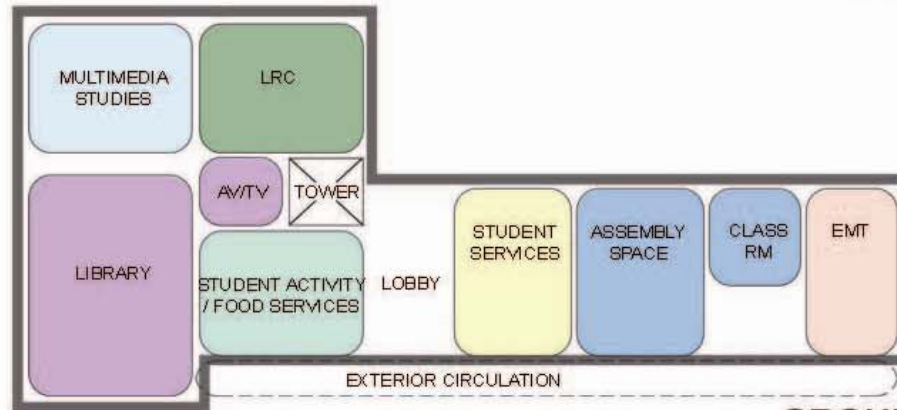 MULTIMEDIA
STUDIES
LRC
AV/TV
TOWER
LIBRARY
STUDENT ACTIVITY
/ FOOD SERVICES
LOBBY
STUDENT
SERVICES
ASSEMBLY
SPACE
CLASS
RM
EMT
EXTERIOR CIRCULATION